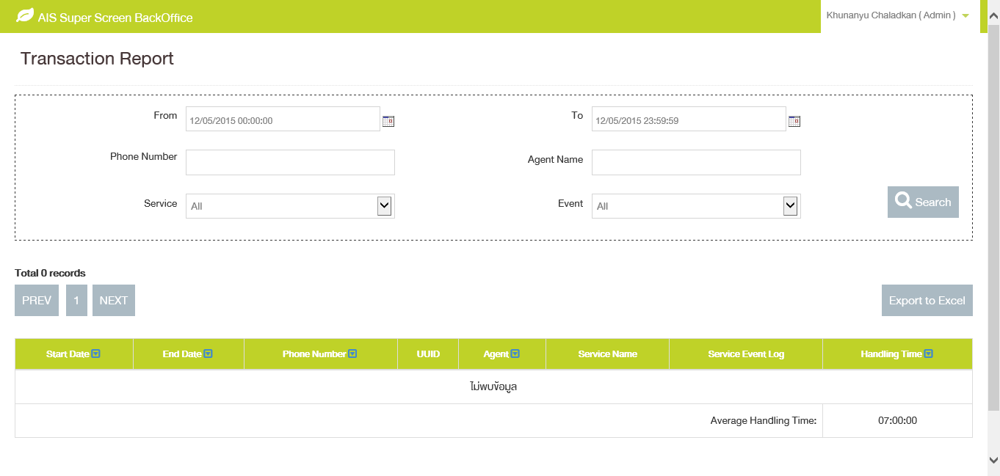 AIS Super Screen BackOffice
Khunanyu Chaladkan ( Admin )
Transaction Report
From 12/05/2015 00:00:00 To 12/05/2015 23:59:59
Phone Number Agent Name
Service All Event All
Search
Total 0 records
PREV 1 NEXT Export to Excel
Start Date End Date Phone Number UUID Agent Service Name Service Event Log Handling Time
ไม่พบข้อมูล
Average Handling Time: 07:00:00